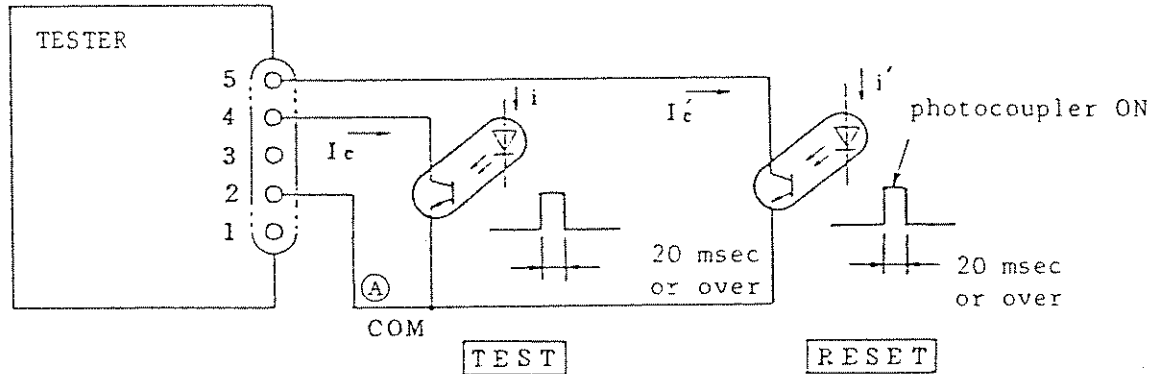 TESTER
5
4
3
2
1
Ic
i
I'c
i'
photocoupler ON
20 msec
or over
20 msec
or over
A
COM
TEST
RESET